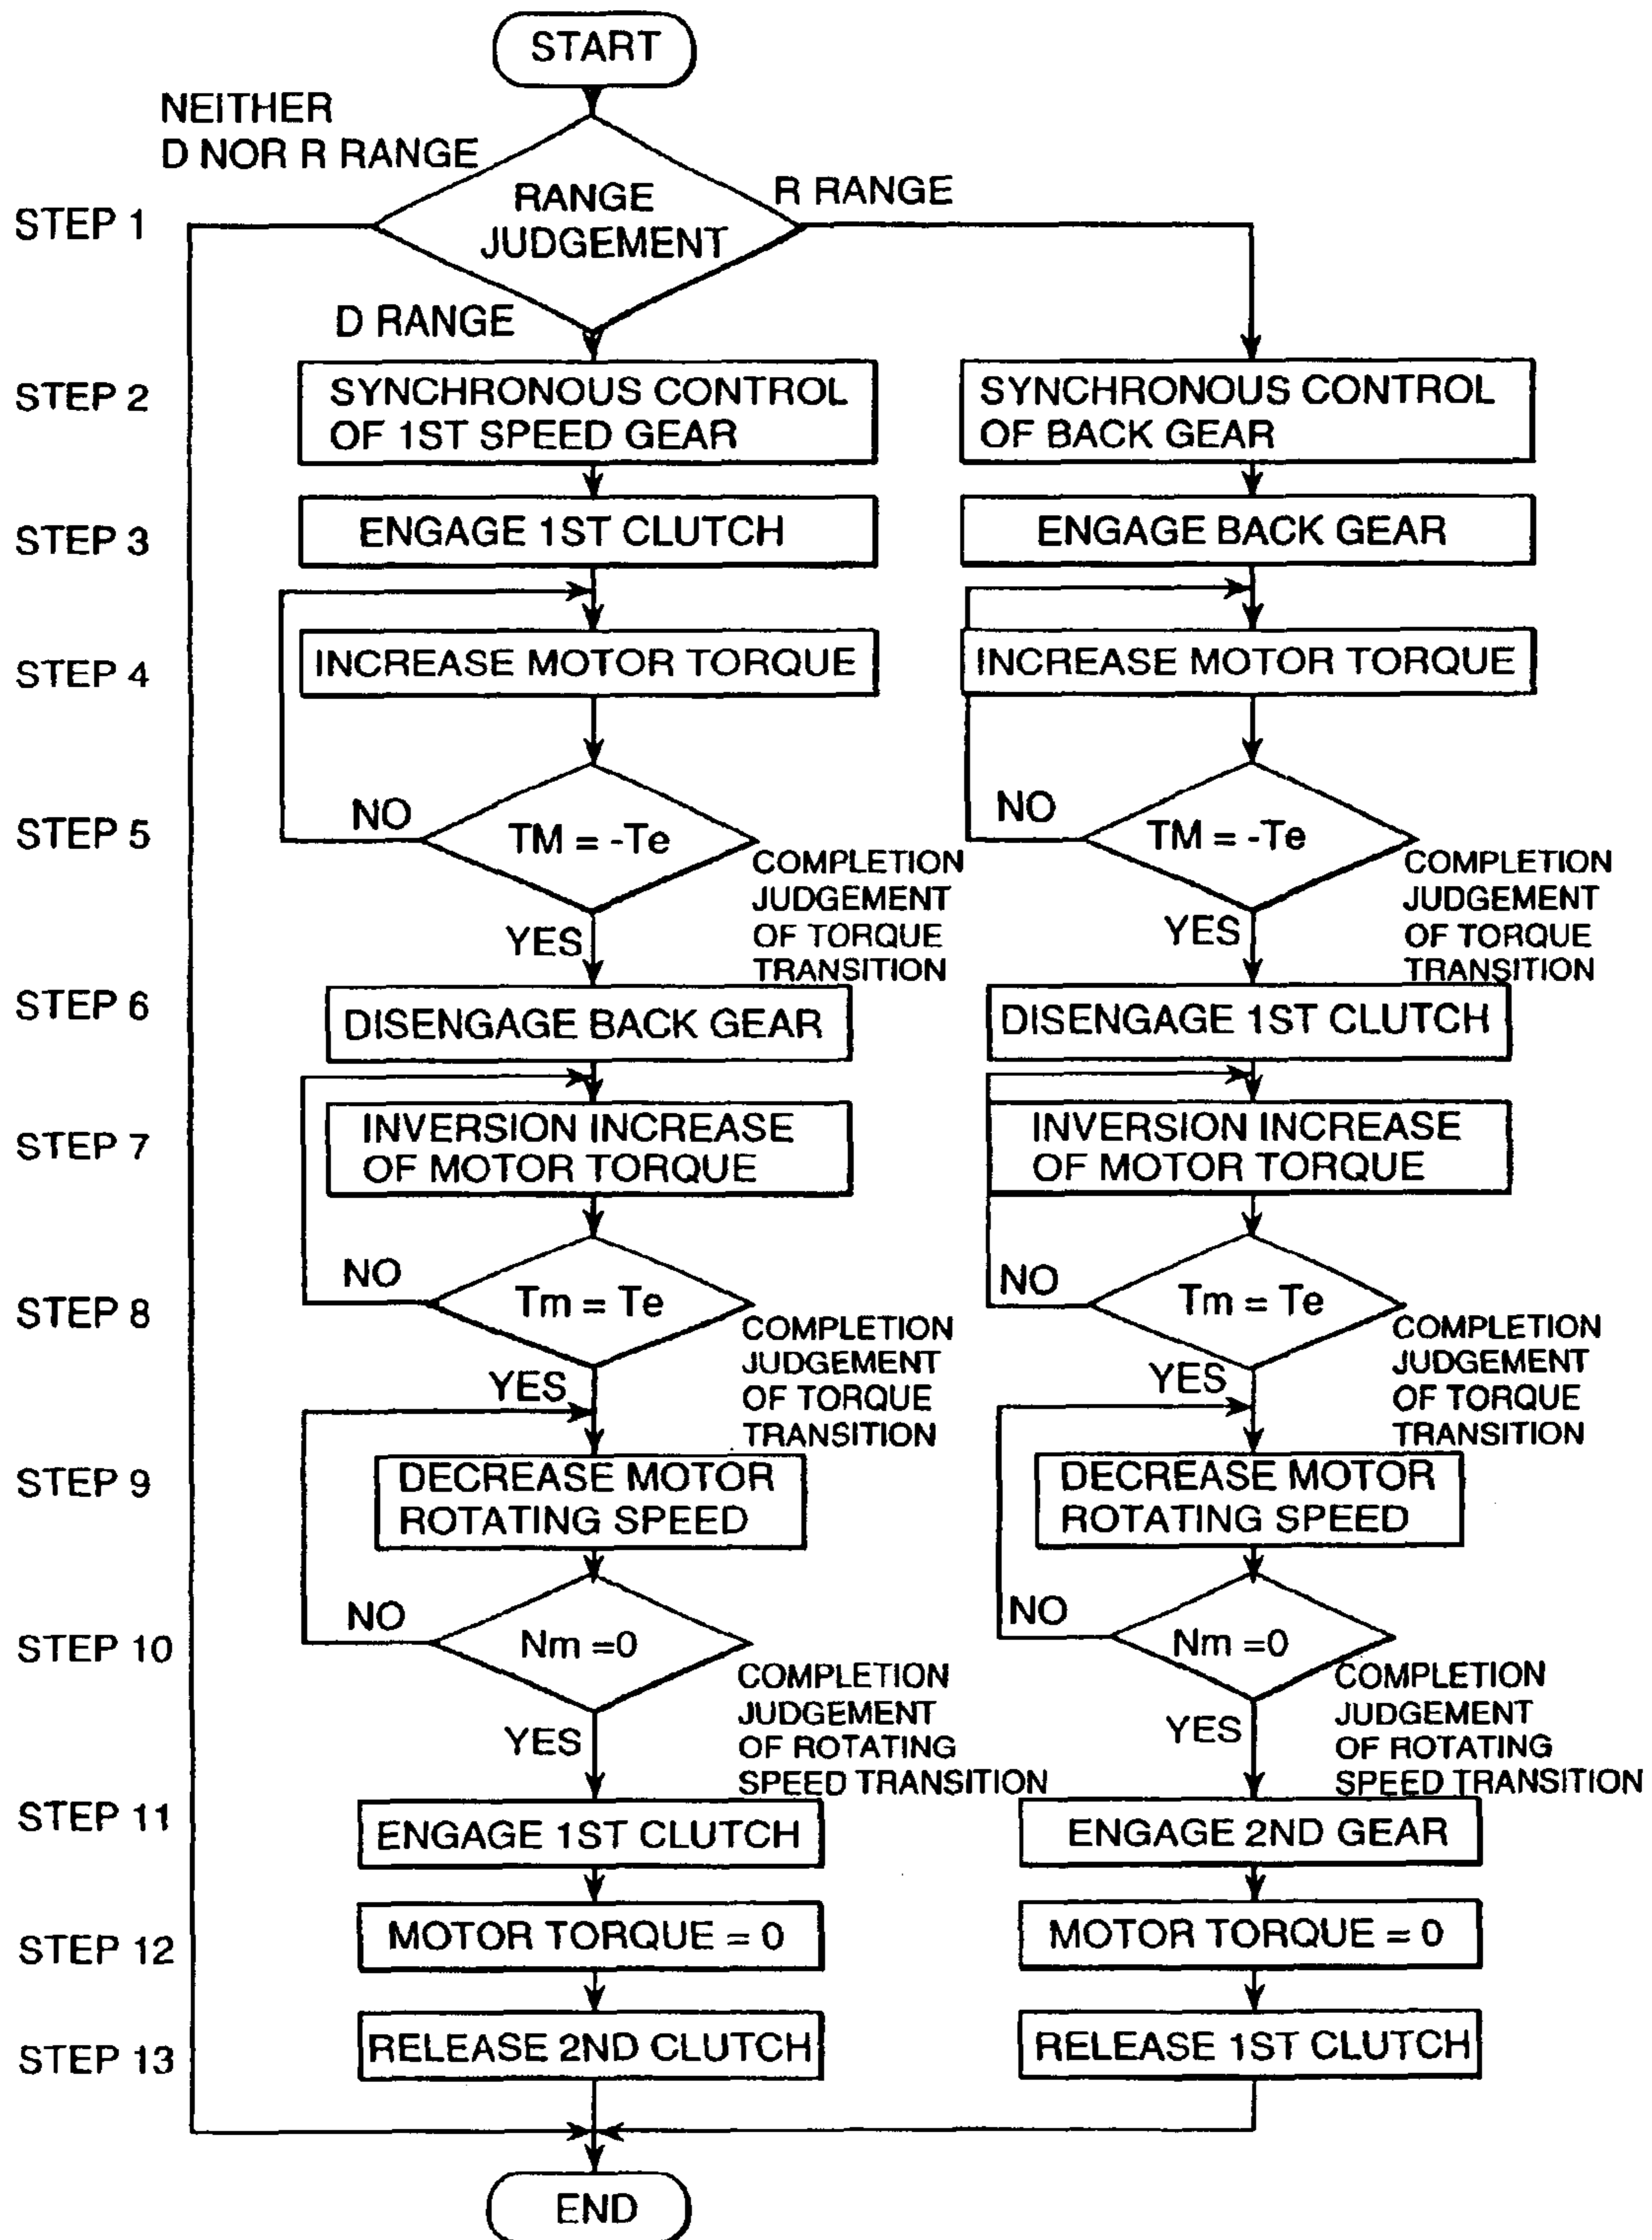 START
NEITHER
D NOR R RANGE
STEP 1
RANGE
JUDGEMENT
R RANGE
D RANGE
STEP 2
SYNCHRONOUS CONTROL
OF 1ST SPEED GEAR
SYNCHRONOUS CONTROL
OF BACK GEAR
STEP 3
ENGAGE 1ST CLUTCH
ENGAGE BACK GEAR
STEP 4
INCREASE MOTOR TORQUE
INCREASE MOTOR TORQUE
STEP 5
NO
TM = -Te
COMPLETION
JUDGEMENT
OF TORQUE
TRANSITION
YES
NO
TM = -Te
COMPLETION
JUDGEMENT
OF TORQUE
TRANSITION
YES
STEP 6
DISENGAGE BACK GEAR
DISENGAGE 1ST CLUTCH
STEP 7
INVERSION INCREASE
OF MOTOR TORQUE
INVERSION INCREASE
OF MOTOR TORQUE
STEP 8
NO
Tm = Te
COMPLETION
JUDGEMENT
OF TORQUE
TRANSITION
YES
NO
Tm = Te
COMPLETION
JUDGEMENT
OF TORQUE
TRANSITION
YES
STEP 9
DECREASE MOTOR
ROTATING SPEED
DECREASE MOTOR
ROTATING SPEED
STEP 10
NO
Nm =0
COMPLETION
JUDGEMENT
OF ROTATING
SPEED TRANSITION
YES
NO
Nm =0
COMPLETION
JUDGEMENT
OF ROTATING
SPEED TRANSITION
YES
STEP 11
ENGAGE 1ST CLUTCH
ENGAGE 2ND GEAR
STEP 12
MOTOR TORQUE = 0
MOTOR TORQUE = 0
STEP 13
RELEASE 2ND CLUTCH
RELEASE 1ST CLUTCH
END